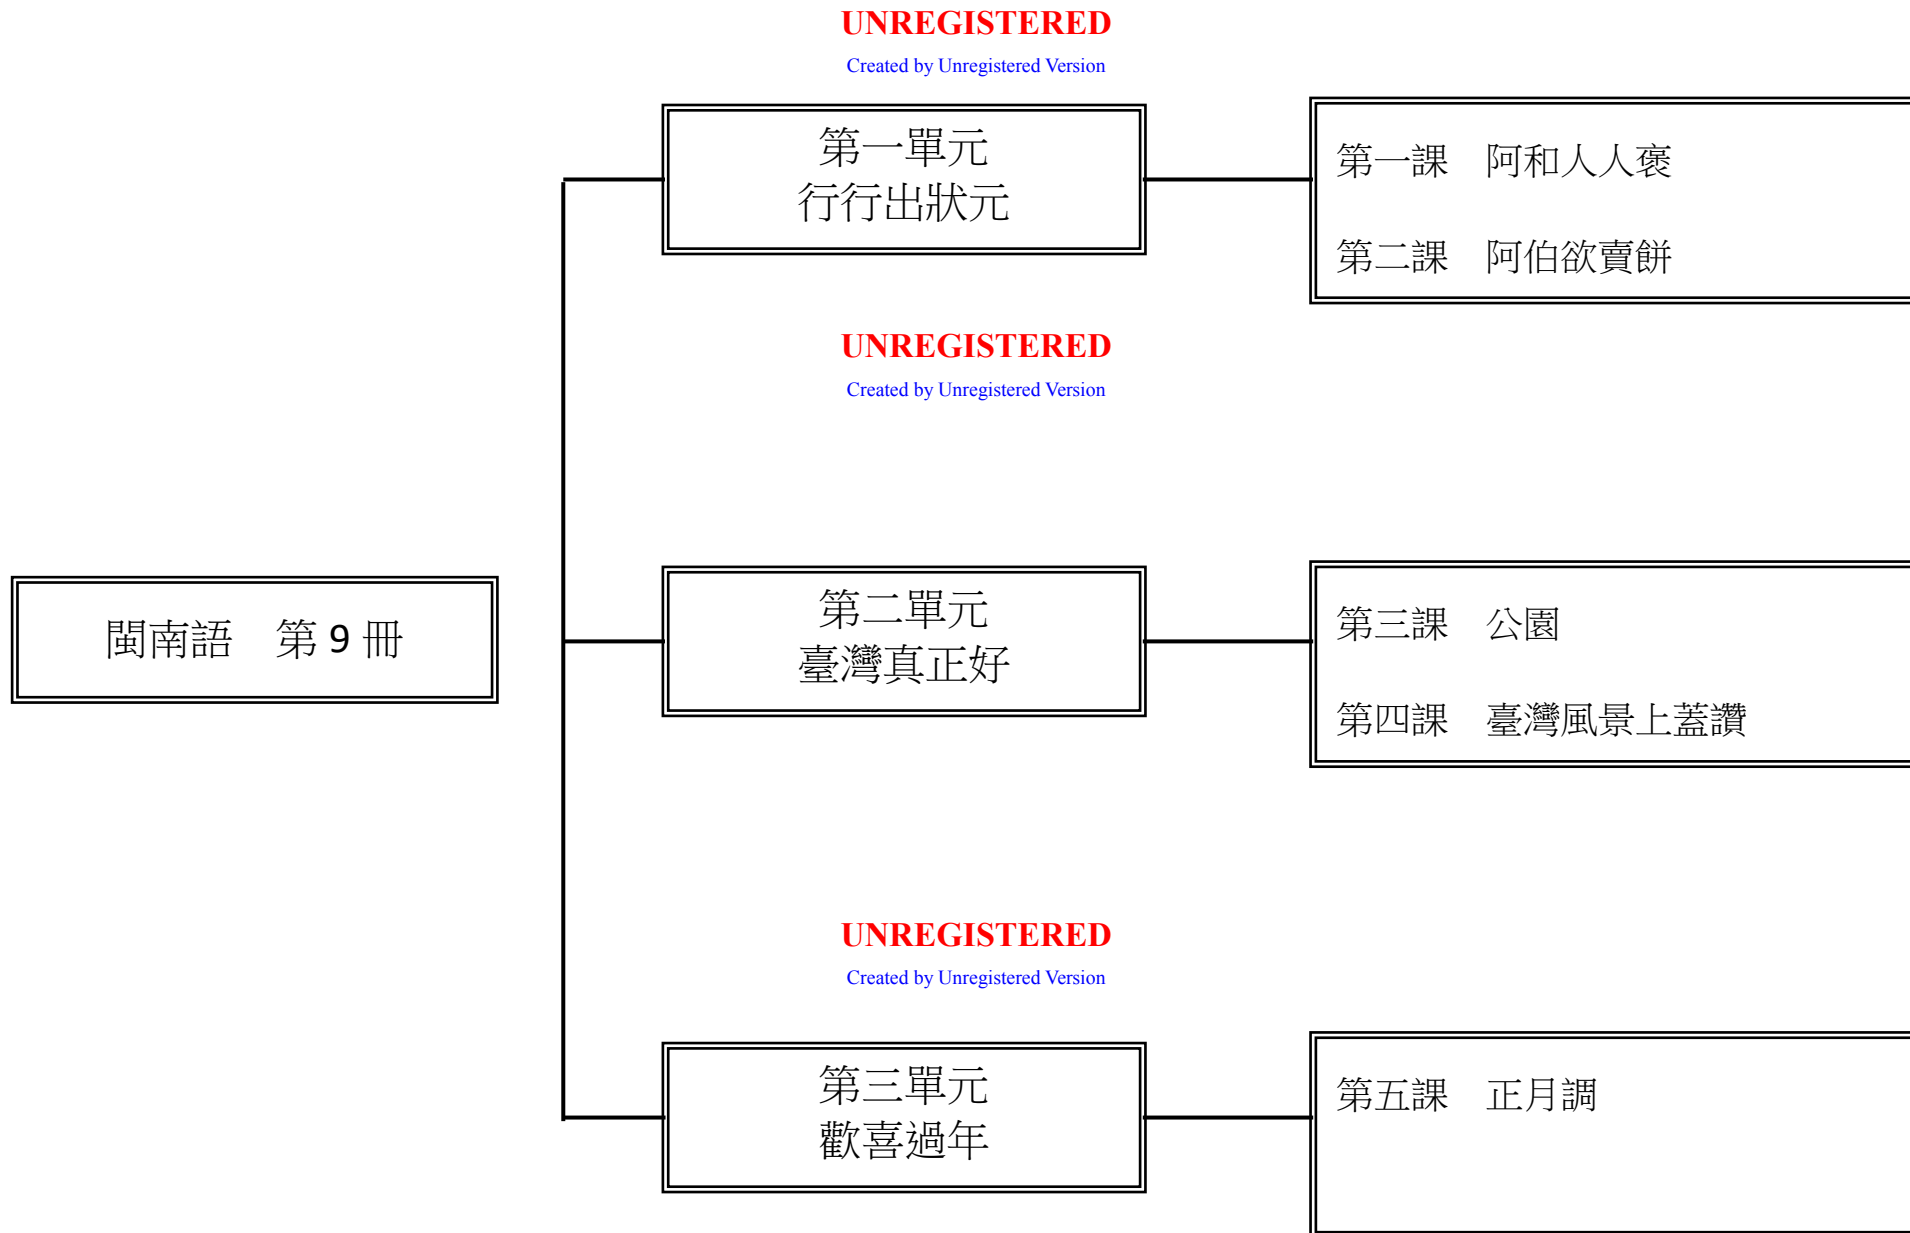 UNREGISTERED
Created by Unregistered Version
第一單元
行行出狀元
第一課　阿和人人褒
第二課　阿伯欲賣餅
UNREGISTERED
Created by Unregistered Version
閩南語　第 9 冊
第二單元
臺灣真正好
第三課　公園
第四課　臺灣風景上蓋讚
UNREGISTERED
Created by Unregistered Version
第三單元
歡喜過年
第五課　正月調